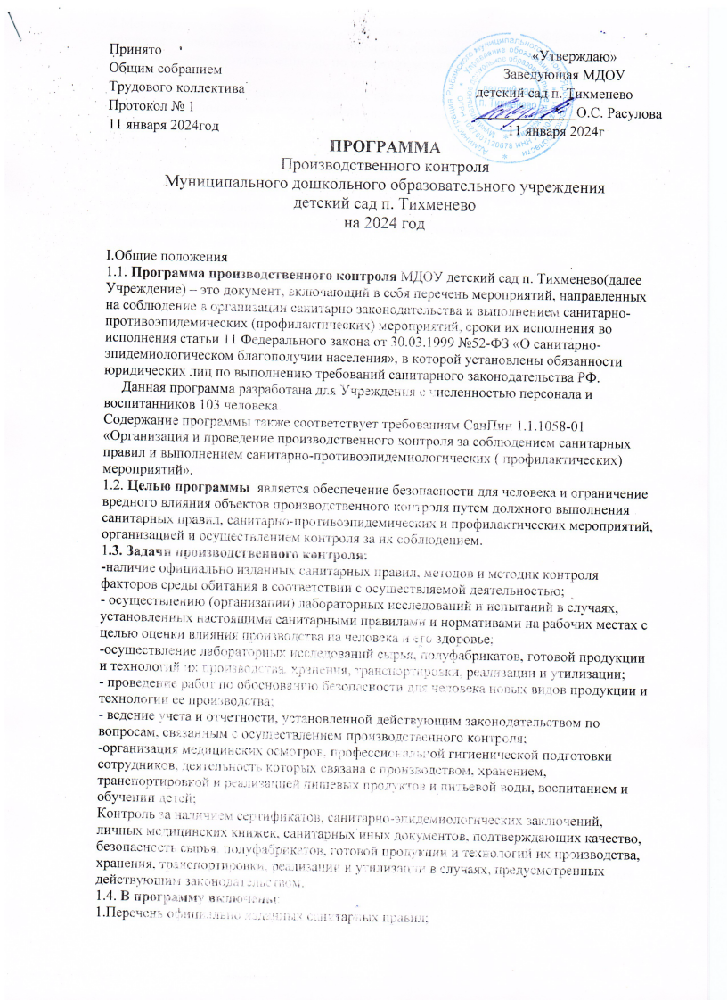 Принято
Общим собранием
Трудового коллектива
Протокол № 1
11 января 2024год
«Утверждаю»
Заведующая МДОУ
детский сад п. Тихменево
О.С. Расулова
11 января 2024г
ПРОГРАММА
Производственного контроля
Муниципального дошкольного образовательного учреждения
детский сад п. Тихменево
на 2024 год
I.Общие положения
1.1. Программа производственного контроля МДОУ детский сад п. Тихменево(далее
Учреждение) – это документ, включающий в себя перечень мероприятий, направленных
на соблюдение в организации санитарно законодательства и выполнением санитарно-
противоэпидемических (профилактических) мероприятий, сроки их исполнения во
исполнения статьи 11 Федерального закона от 30.03.1999 №52-ФЗ «О санитарно-
эпидемиологическом благополучии населения», в которой установлены обязанности
юридических лиц по выполнению требований санитарного законодательства РФ.
Данная программа разработана для Учреждения с численностью персонала и
воспитанников 103 человека
Содержание программы также соответствует требованиям СанПин 1.1.1058-01
«Организация и проведение производственного контроля за соблюдением санитарных
правил и выполнением санитарно-противоэпидемиологических ( профилактических)
мероприятий».
1.2. Целью программы является обеспечение безопасности для человека и ограничение
вредного влияния объектов производственного контроля путем должного выполнения
санитарных правил, санитарно-противоэпидемических и профилактических мероприятий,
организацией и осуществлением контроля за их соблюдением.
1.3. Задачи производственного контроля:
-наличие официально изданных санитарных правил, методов и методик контроля
факторов среды обитания в соответствии с осуществляемой деятельностью;
- осуществлению (организации) лабораторных исследований и испытаний в случаях,
установленных настоящими санитарными правилами и нормативами на рабочих местах с
целью оценки влияния производства на человека и его здоровье;
-осуществление лабораторных исследований сырья, полуфабрикатов, готовой продукции
и технологий их производства, хранения, транспортировки, реализации и утилизации;
- проведение работ по обоснованию безопасности для человека новых видов продукции и
технологии ее производства;
- ведение учета и отчетности, установленной действующим законодательством по
вопросам, связанным с осуществлением производственного контроля;
-организация медицинских осмотров, профессиональной гигиенической подготовки
сотрудников, деятельность которых связана с производством, хранением,
транспортировкой и реализацией пищевых продуктов и питьевой воды, воспитанием и
обучении детей;
Контроль за наличием сертификатов, санитарно-эпидемиологических заключений,
личных медицинских книжек, санитарных иных документов, подтверждающих качество,
безопасность сырья, полуфабрикатов, готовой продукции и технологий их производства,
хранения, транспортировки, реализации и утилизации в случаях, предусмотренных
действующим законодательством.
1.4. В программу включены:
1.Перечень официально изданных санитарных правил;